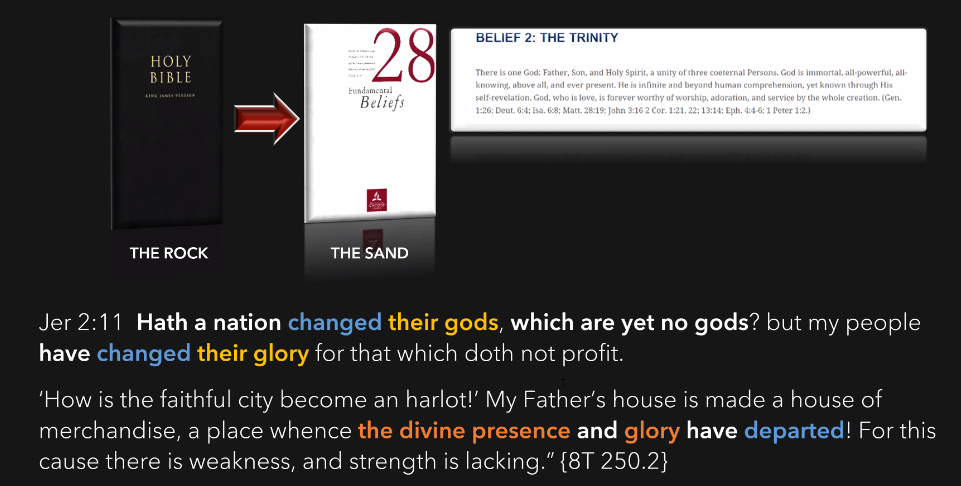 HOLY
BIBLE
KING JAMES VERSION
28
Fundamental
Beliefs
BELIEF 2: THE TRINITY
There is one God: Father, Son, and Holy Spirit, a unity of three coeternal Persons. God is immortal, all-powerful, all-
knowing, above all, and ever present. He is infinite and beyond human comprehension, yet known through His
self-revelation. God, who is love, is forever worthy of worship, adoration, and service by the whole creation. (Gen.
1:26; Deut. 6:4; Isa. 6:8; Matt. 28:19; John 3:16 2 Cor. 1:21, 22; 13:14; Eph. 4:4-6; 1 Peter 1:2.)
THE ROCK
THE SAND
Jer 2:11 Hath a nation changed their gods, which are yet no gods? but my people
have changed their glory for that which doth not profit.
‘How is the faithful city become an harlot!’ My Father’s house is made a house of
merchandise, a place whence the divine presence and glory have departed! For this
cause there is weakness, and strength is lacking.” {8T 250.2}